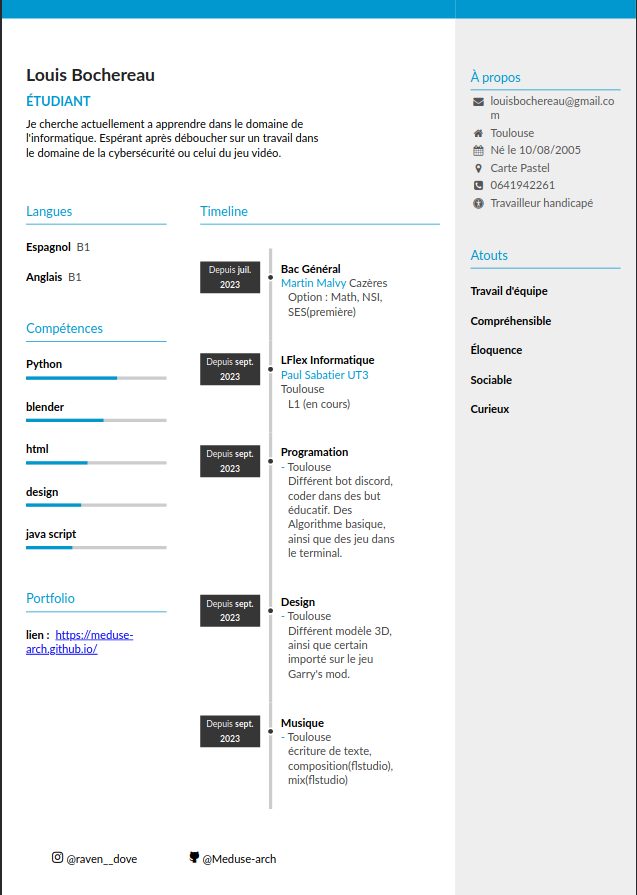 Louis Bochereau
ÉTUDIANT
Je cherche actuellement a apprendre dans le domaine de
l'informatique. Espérant après déboucher sur un travail dans
le domaine de la cybersécurité ou celui du jeu vidéo.
Langues
Espagnol B1
Anglais B1
Compétences
Python
blender
html
design
java script
Portfolio
lien : https://meduse-
arch.github.io/
Timeline
Depuis juil.
2023
Bac Général
Martin Malvy Cazères
Option : Math, NSI,
SES(première)
Depuis sept.
2023
LFlex Informatique
Paul Sabatier UT3
Toulouse
L1 (en cours)
Depuis sept.
2023
Programation
- Toulouse
Différent bot discord,
coder dans des but
éducatif. Des
Algorithme basique,
ainsi que des jeu dans
le terminal.
Depuis sept.
2023
Design
- Toulouse
Différent modèle 3D,
ainsi que certain
importé sur le jeu
Garry's mod.
Depuis sept.
2023
Musique
- Toulouse
écriture de texte,
composition(flstudio),
mix(flstudio)
@raven__dove
@Meduse-arch
À propos
louisbochereau@gmail.co
m
Toulouse
Né le 10/08/2005
Carte Pastel
0641942261
Travailleur handicapé
Atouts
Travail d'équipe
Compréhensible
Éloquence
Sociable
Curieux